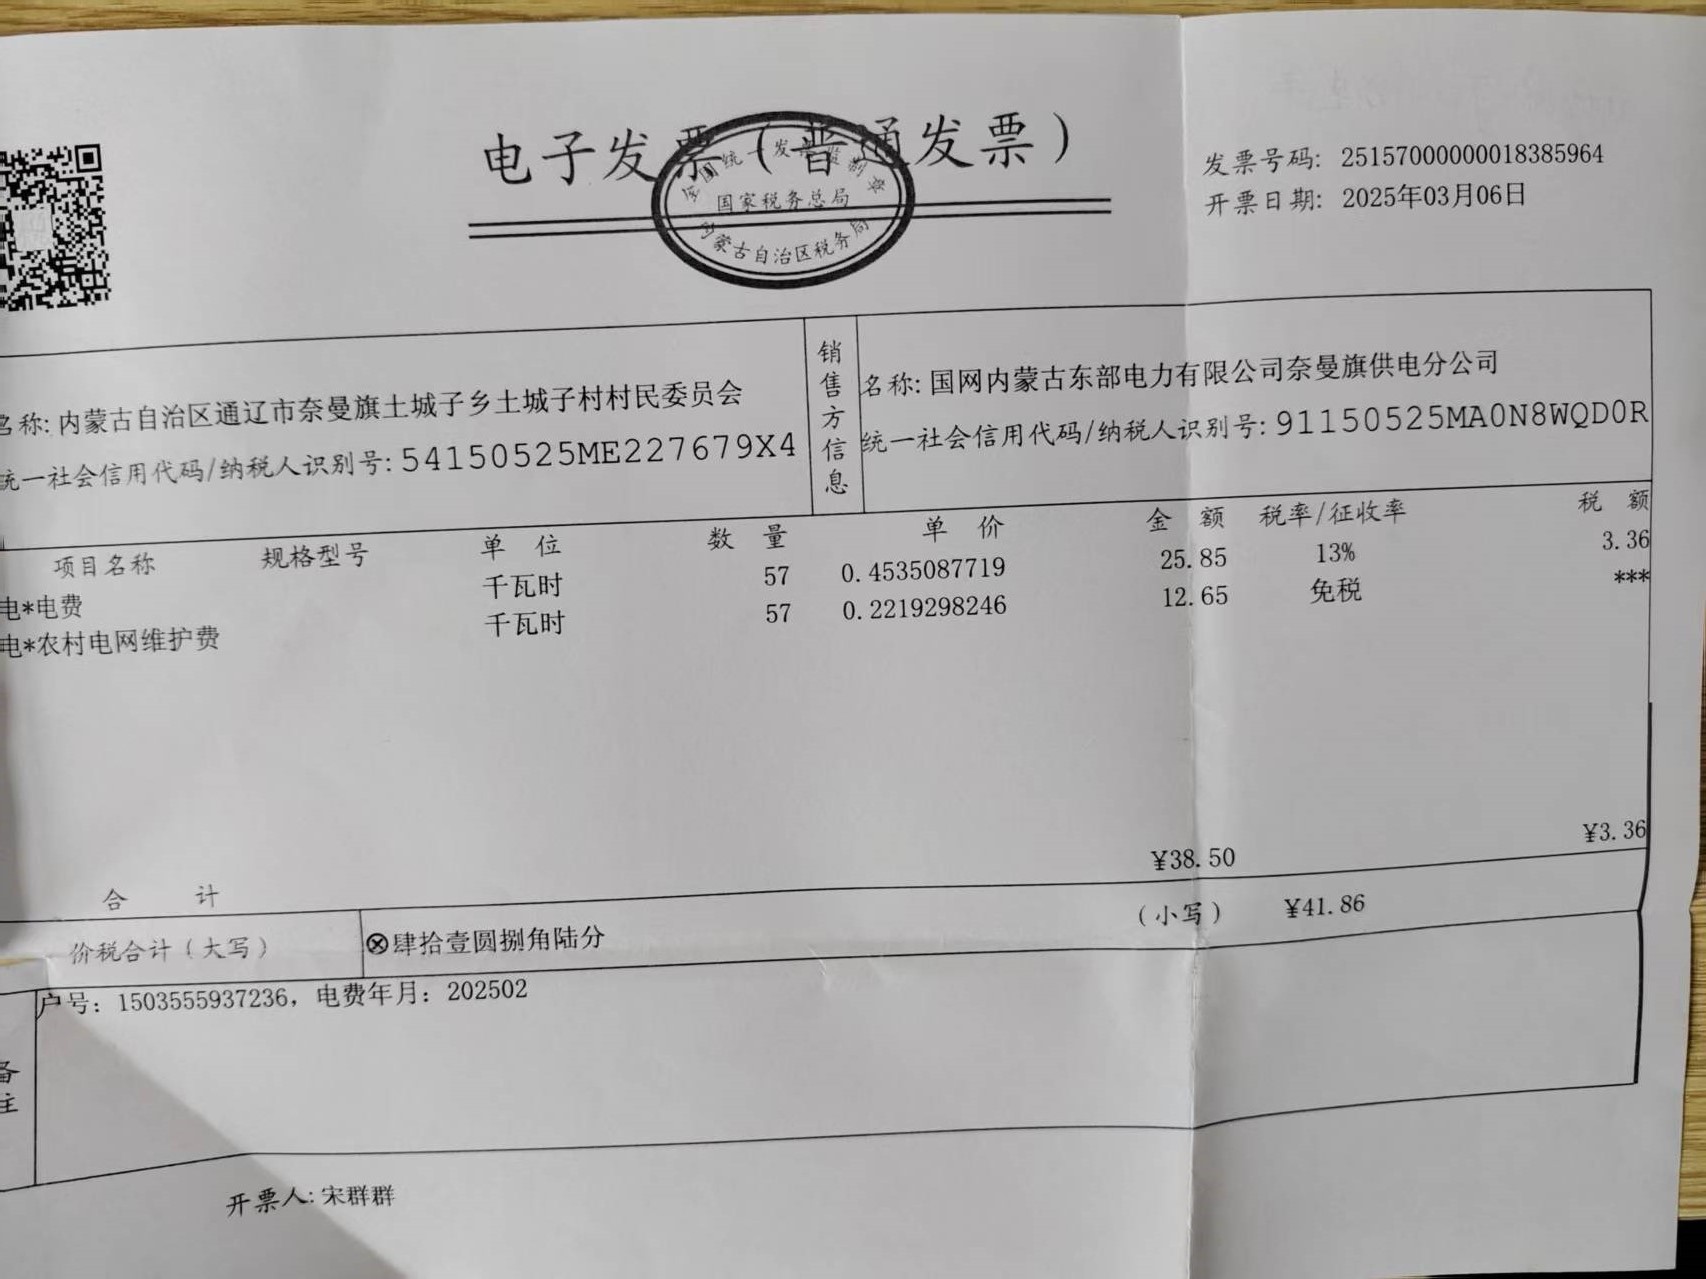 电子发票（普通发票）
全国统一发票监制章
国家税务总局
内蒙古自治区税务局
发票号码: 25157000000018385964
开票日期: 2025年03月06日
名称: 内蒙古自治区通辽市奈曼旗土城子乡土城子村村民委员会
统一社会信用代码/纳税人识别号: 54150525ME227679X4
销售方信息
名称: 国网内蒙古东部电力有限公司奈曼旗供电分公司
统一社会信用代码/纳税人识别号: 91150525MA0N8WQD0R
项目名称 规格型号 单位 数量 单价 金额 税率/征收率 税额
电*电费 千瓦时 57 0.4535087719 25.85 13% 3.36
电*农村电网维护费 千瓦时 57 0.2219298246 12.65 免税 ***
合计 ¥38.50 ¥3.36
价税合计（大写） ⊗肆拾壹圆捌角陆分 （小写） ¥41.86
备注
户号: 1503555937236, 电费年月: 202502
开票人: 宋群群